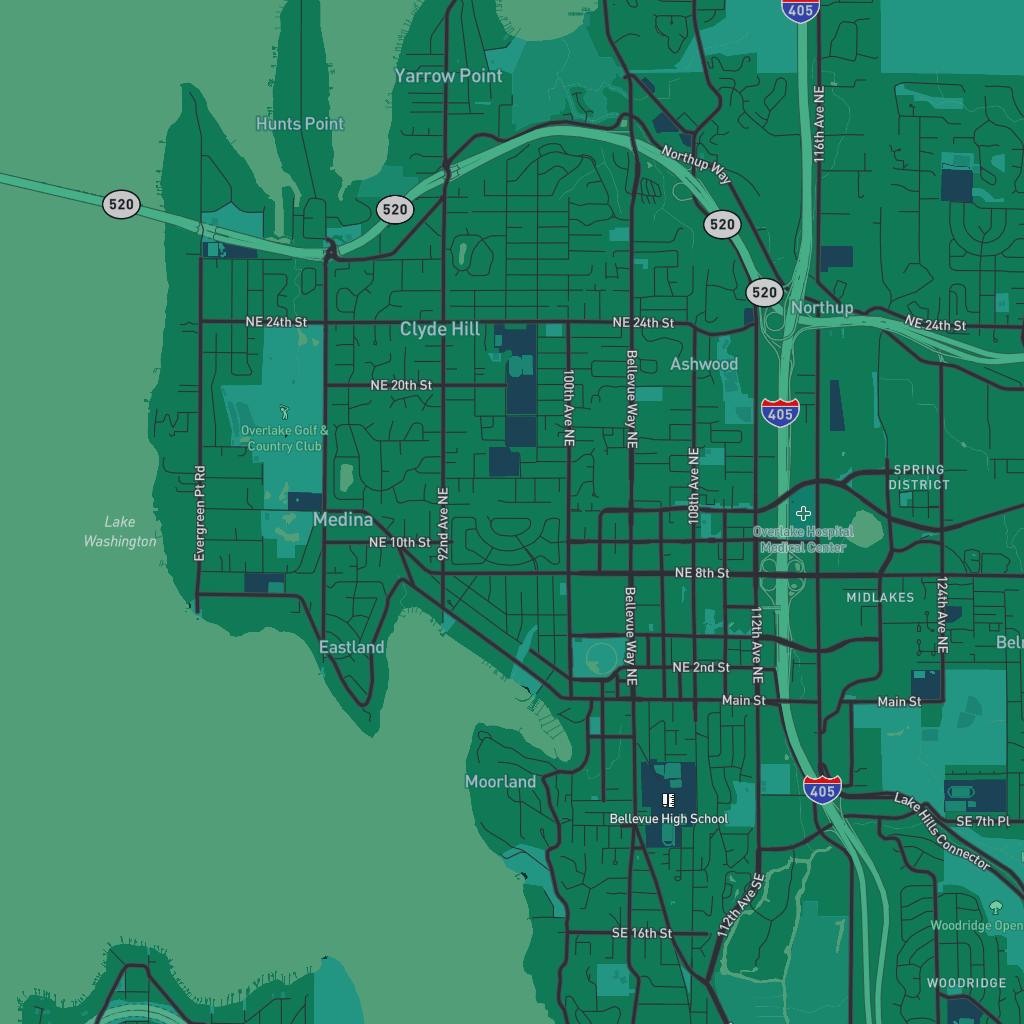 405
Yarrow Point
116th Ave NE
Hunts Point
Northup Way
520
520
520
520
Northup
NE 24th St
Clyde Hill
NE 24th St
NE 24th St
Ashwood
Bellevue Way NE
NE 20th St
100th Ave NE
405
Overlake Golf &
Country Club
Evergreen Pt Rd
108th Ave NE
SPRING
DISTRICT
92nd Ave NE
Medina
Lake
Washington
Overlake Hospital
Medical Center
NE 10th St
NE 8th St
MIDLAKES
124th Ave NE
Bellevue Way NE
112th Ave NE
Eastland
Bel
NE 2nd St
Main St
Main St
Moorland
405
Lake Hills Connector
Bellevue High School
SE 7th Pl
112th Ave SE
SE 16th St
Woodridge Open
WOODRIDGE